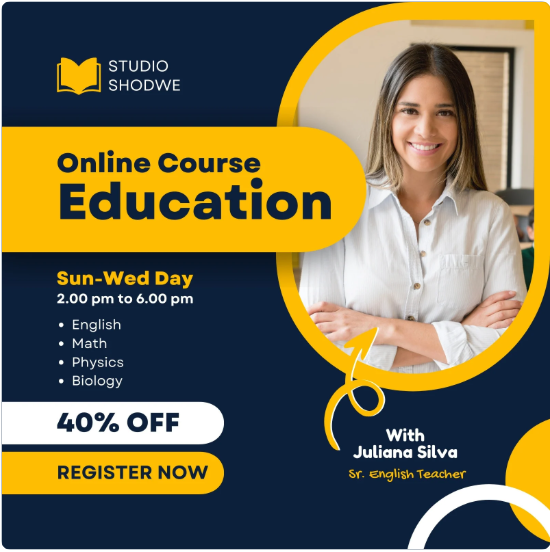 STUDIO
SHODWE
Online Course
Education
Sun-Wed Day
2.00 pm to 6.00 pm
• English
• Math
• Physics
• Biology
40% OFF
REGISTER NOW
With
Juliana Silva
Sr. English Teacher